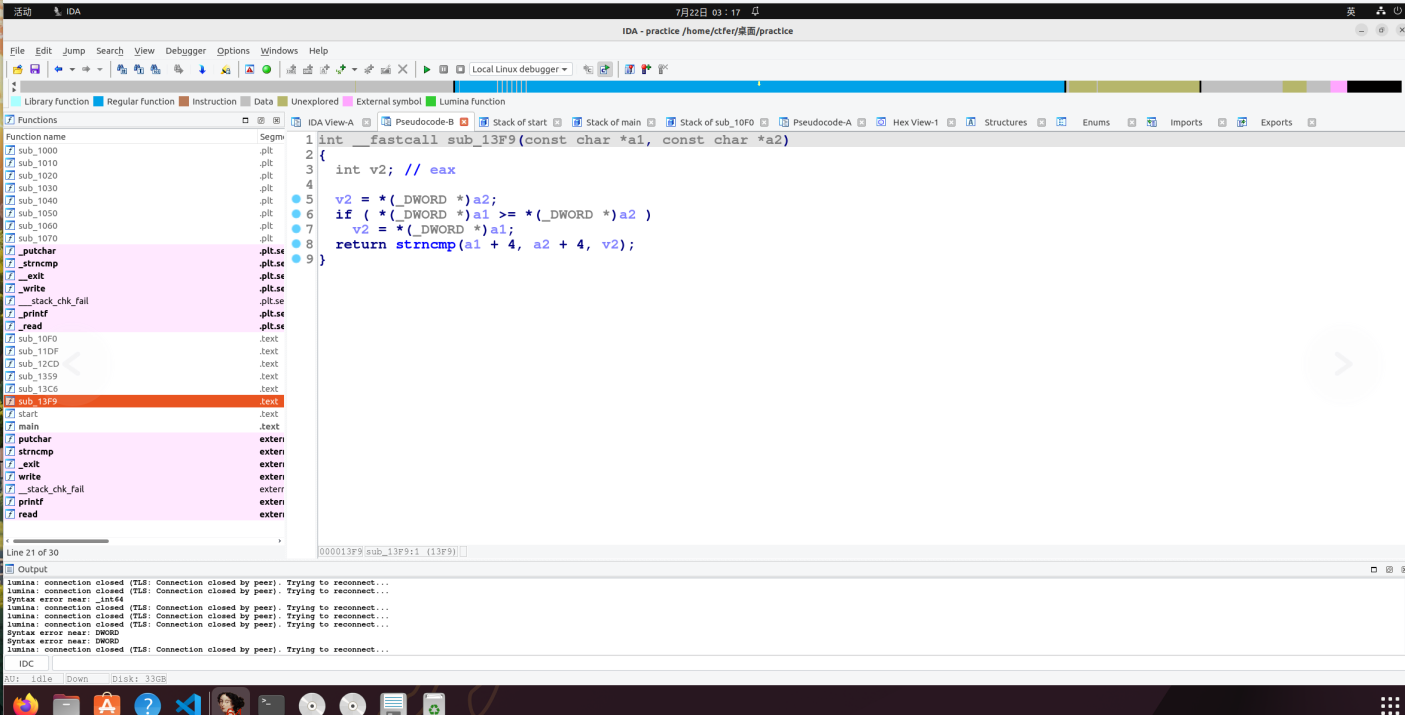 活动 IDA 7月22日 03：17 英
IDA - practice /home/ctfer/桌面/practice
File Edit Jump Search View Debugger Options Windows Help
Local Linux debugger
Library function Regular function Instruction Data Unexplored External symbol Lumina function
Functions
IDA View-A Pseudocode-B Stack of start Stack of main Stack of sub_10F0 Pseudocode-A Hex View-1 Structures Enums Imports Exports
Function name Segm
sub_1000 .plt
sub_1010 .plt
sub_1020 .plt
sub_1030 .plt
sub_1040 .plt
sub_1050 .plt
sub_1060 .plt
sub_1070 .plt
_putchar .plt.se
_strncmp .plt.se
__exit .plt.se
_write .plt.se
___stack_chk_fail .plt.se
_printf .plt.se
_read .plt.se
sub_10F0 .text
sub_11DF .text
sub_12CD .text
sub_1359 .text
sub_13C6 .text
sub_13F9 .text
start .text
main .text
putchar extern
strncmp extern
_exit extern
write extern
__stack_chk_fail extern
printf extern
read extern
Line 21 of 30
1 int __fastcall sub_13F9(const char *a1, const char *a2)
2 {
3 int v2; // eax
4
5 v2 = *(_DWORD *)a2;
6 if ( *(_DWORD *)a1 >= *(_DWORD *)a2 )
7 v2 = *(_DWORD *)a1;
8 return strncmp(a1 + 4, a2 + 4, v2);
9 }
000013F9 sub_13F9:1 (13F9)
Output
lumina: connection closed (TLS: Connection closed by peer). Trying to reconnect...
lumina: connection closed (TLS: Connection closed by peer). Trying to reconnect...
Syntax error near: _int64
lumina: connection closed (TLS: Connection closed by peer). Trying to reconnect...
lumina: connection closed (TLS: Connection closed by peer). Trying to reconnect...
lumina: connection closed (TLS: Connection closed by peer). Trying to reconnect...
Syntax error near: DWORD
Syntax error near: DWORD
lumina: connection closed (TLS: Connection closed by peer). Trying to reconnect...
IDC
AU: idle Down Disk: 33GB